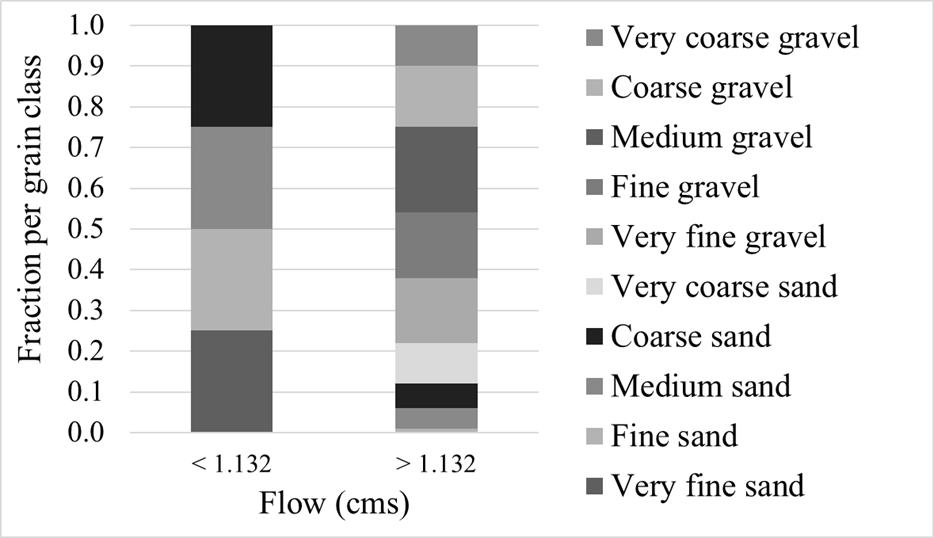 Fraction per grain class
1.0
0.9
0.8
0.7
0.6
0.5
0.4
0.3
0.2
0.1
0.0
< 1.132
> 1.132
Flow (cms)
Very coarse gravel
Coarse gravel
Medium gravel
Fine gravel
Very fine gravel
Very coarse sand
Coarse sand
Medium sand
Fine sand
Very fine sand